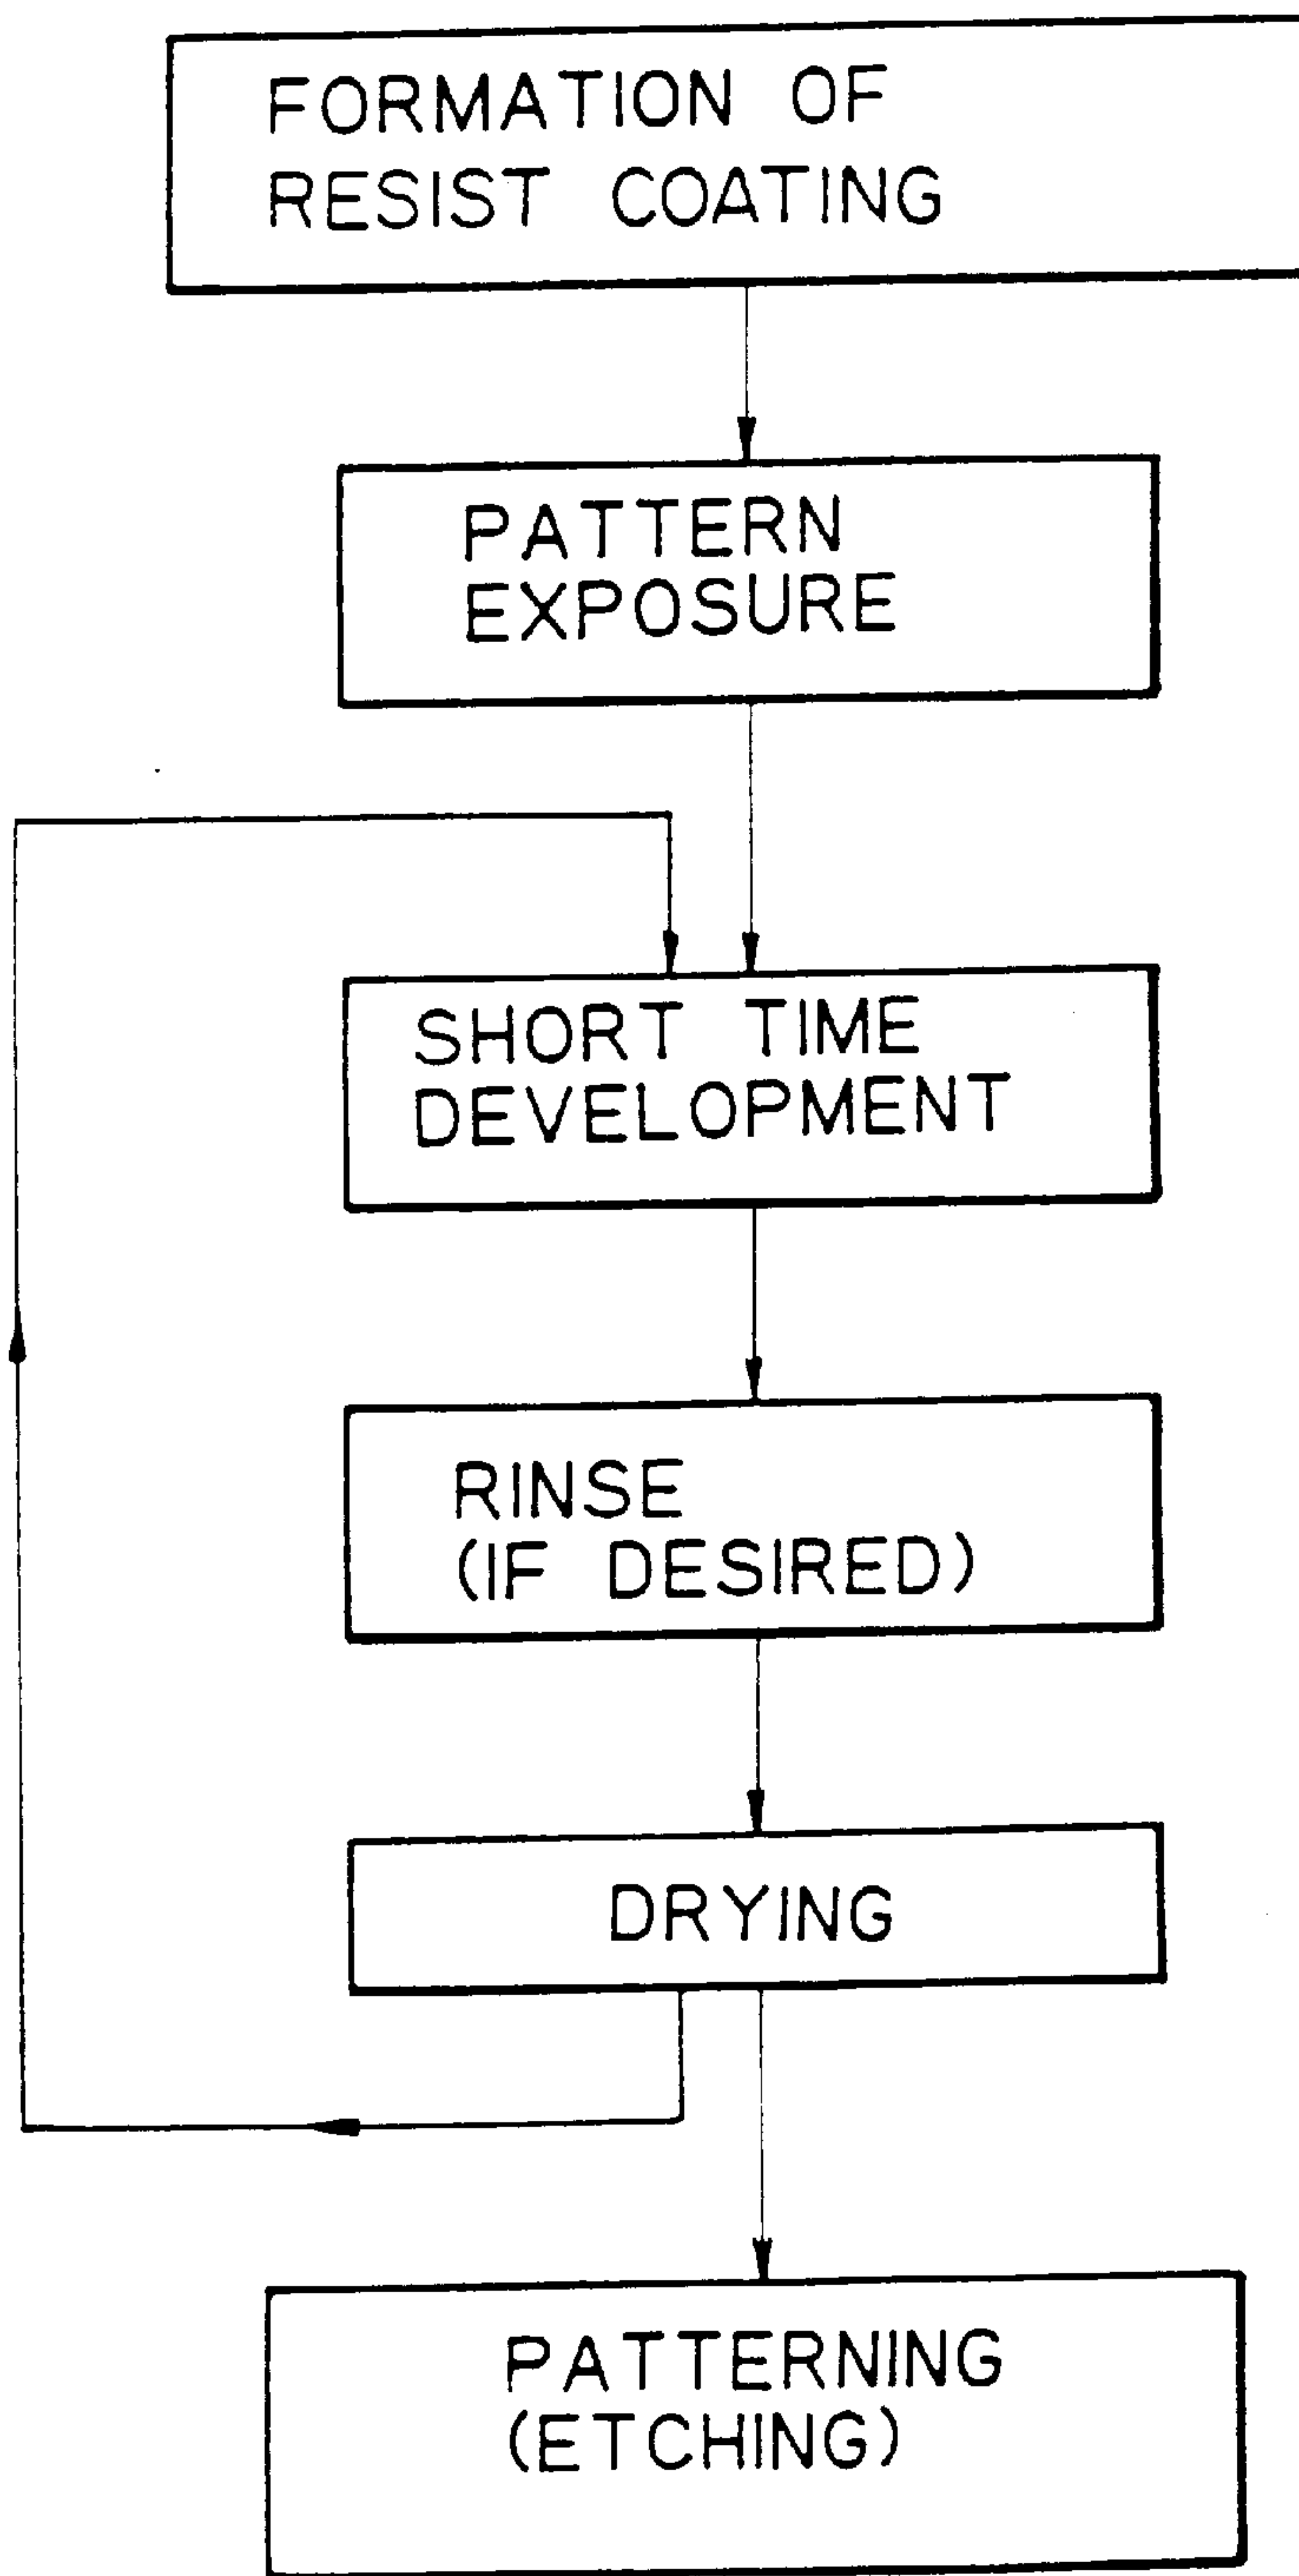 FORMATION OF
RESIST COATING
PATTERN
EXPOSURE
SHORT TIME
DEVELOPMENT
RINSE
(IF DESIRED)
DRYING
PATTERNING
(ETCHING)